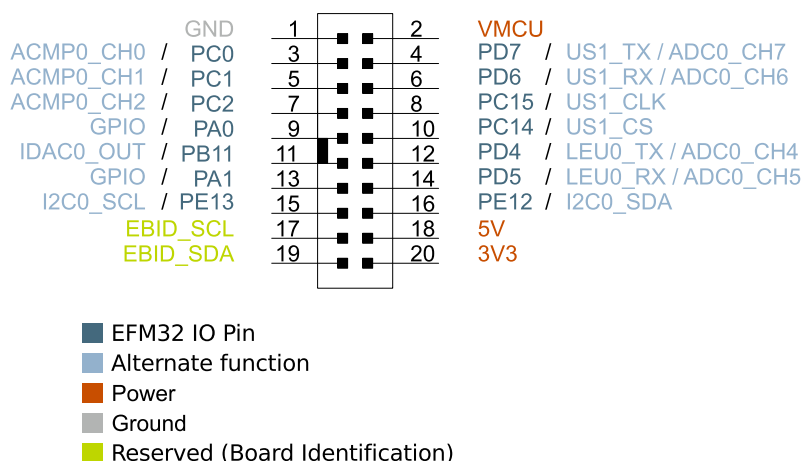 GND 1 2 VMCU
ACMP0_CH0 / PC0 3 4 PD7 / US1_TX / ADC0_CH7
ACMP0_CH1 / PC1 5 6 PD6 / US1_RX / ADC0_CH6
ACMP0_CH2 / PC2 7 8 PC15 / US1_CLK
GPIO / PA0 9 10 PC14 / US1_CS
IDAC0_OUT / PB11 11 12 PD4 / LEU0_TX / ADC0_CH4
GPIO / PA1 13 14 PD5 / LEU0_RX / ADC0_CH5
I2C0_SCL / PE13 15 16 PE12 / I2C0_SDA
EBID_SCL 17 18 5V
EBID_SDA 19 20 3V3
EFM32 IO Pin
Alternate function
Power
Ground
Reserved (Board Identification)